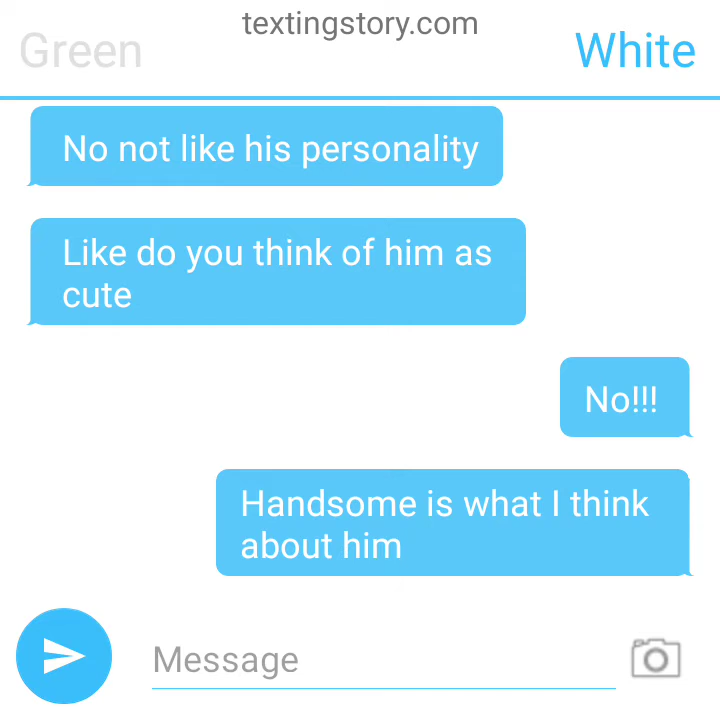 textingstory.com
Green
White
No not like his personality
Like do you think of him as
cute
No!!!
Handsome is what I think
about him
Message